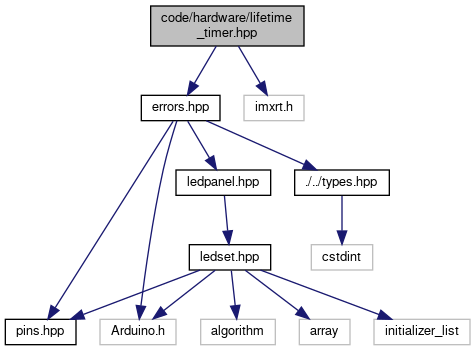 code/hardware/lifetime
_timer.hpp
errors.hpp
imxrt.h
ledpanel.hpp
./../types.hpp
ledset.hpp
cstdint
pins.hpp
Arduino.h
algorithm
array
initializer_list